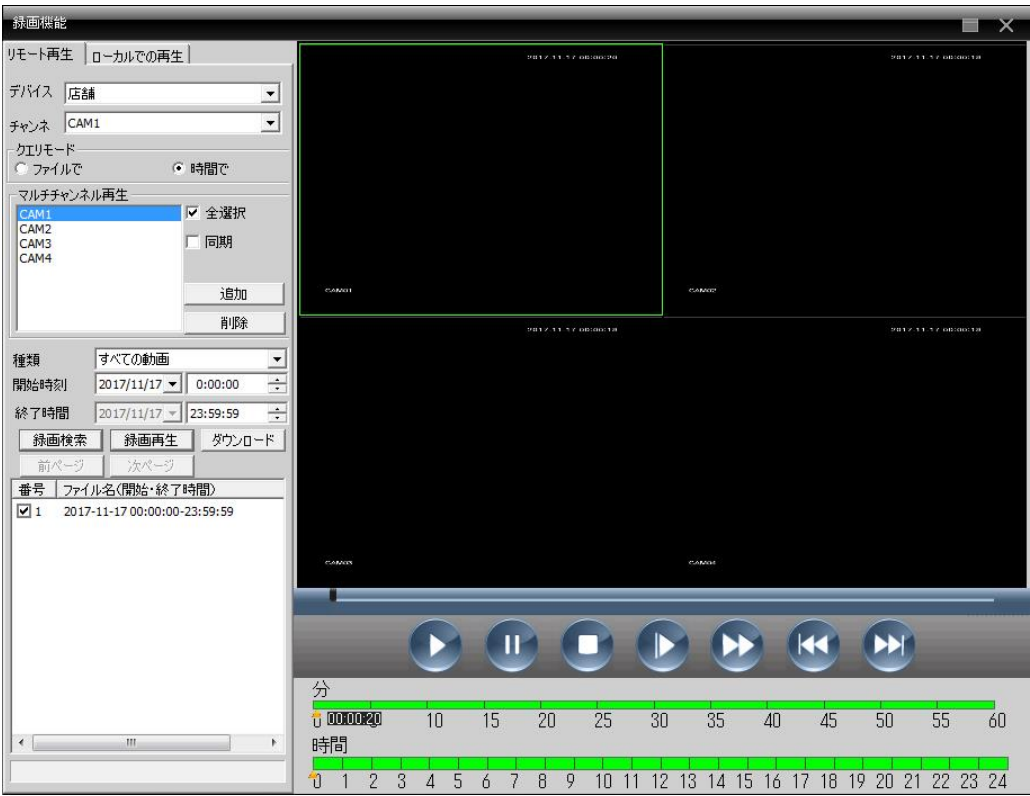 録画機能
リモート再生 ローカルでの再生
デバイス 店舗
チャンネ CAM1
クエリモード
ファイルで 時間で
マルチチャンネル再生
CAM1
CAM2
CAM3
CAM4
全選択
同期
追加
削除
種類 すべての動画
開始時刻 2017/11/17 0:00:00
終了時間 2017/11/17 23:59:59
録画検索 録画再生 ダウンロード
前ページ 次ページ
番号 ファイル名(開始・終了時間)
1 2017-11-17 00:00:00-23:59:59
CAM01
CAM02
CAM03
CAM04
分
0 00:00:20 10 15 20 25 30 35 40 45 50 55 60
時間
0 1 2 3 4 5 6 7 8 9 10 11 12 13 14 15 16 17 18 19 20 21 22 23 24